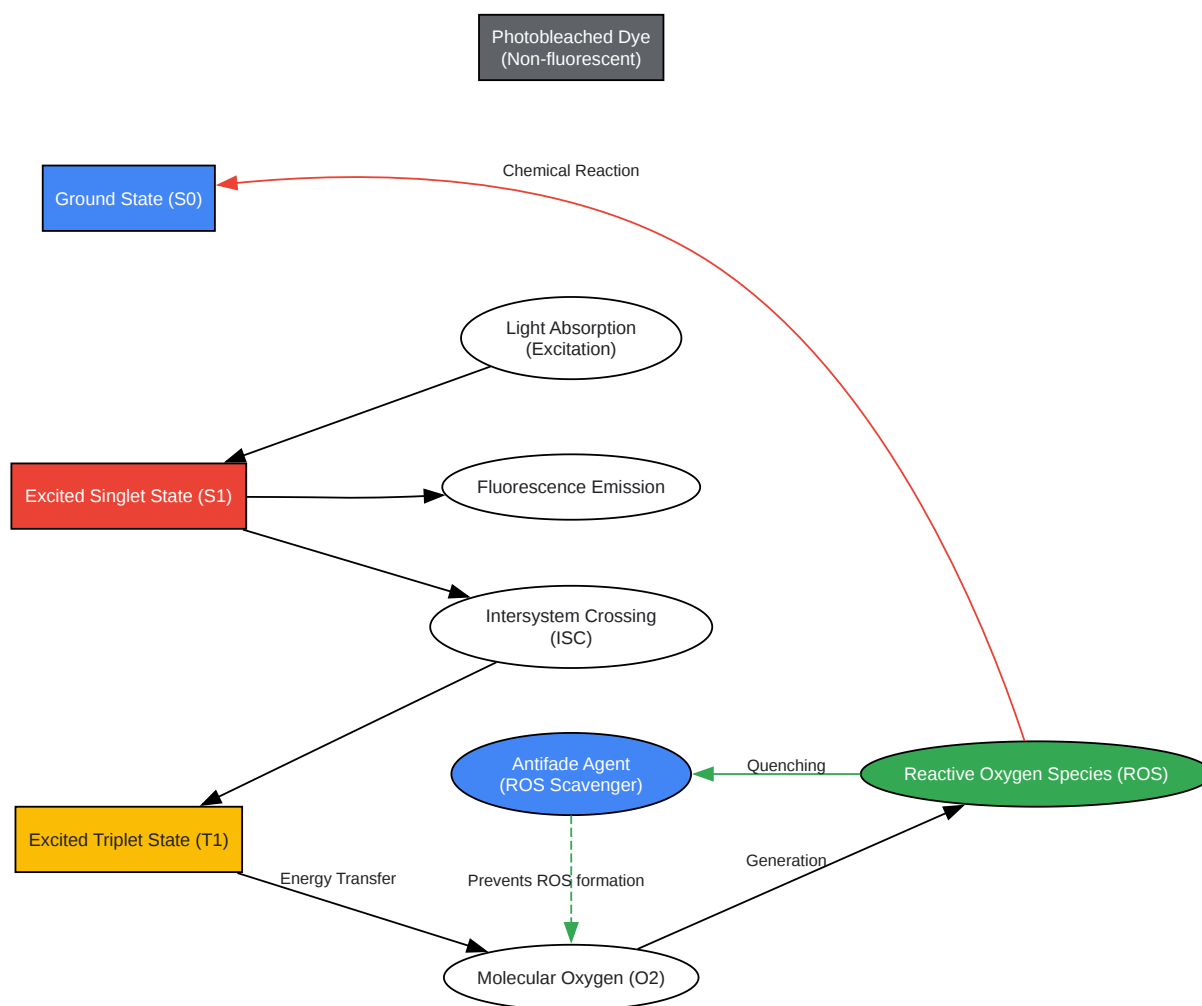 Photobleached Dye
(Non-fluorescent)
Chemical Reaction
Ground State (S0)
Light Absorption
(Excitation)
Excited Singlet State (S1)
Fluorescence Emission
Intersystem Crossing
(ISC)
Antifade Agent
(ROS Scavenger)
Quenching
Reactive Oxygen Species (ROS)
Excited Triplet State (T1)
Generation
Energy Transfer
Prevents ROS formation
Molecular Oxygen (O2)